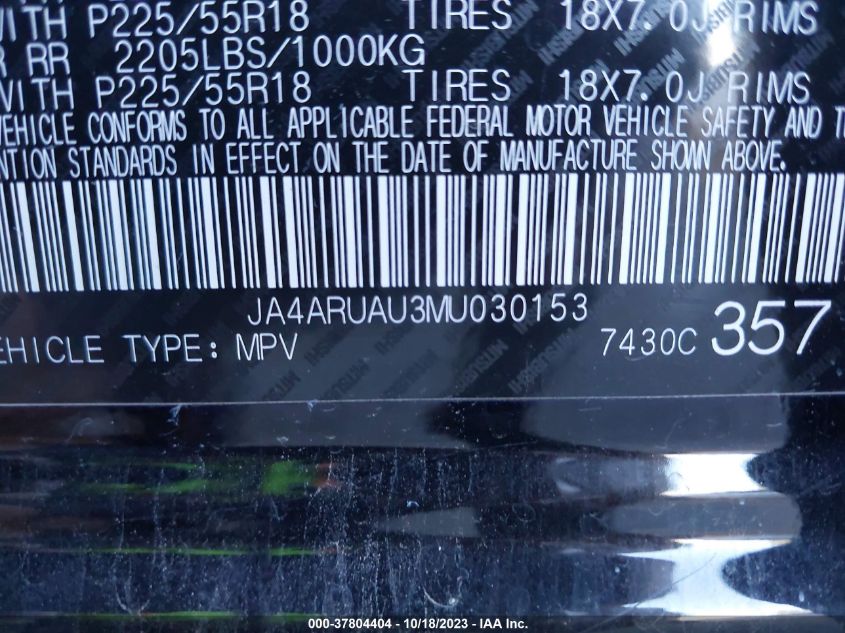 WITH P225/55R18 TIRES 18X7.0J RIMS
RR 2205LBS/1000KG
WITH P225/55R18 TIRES 18X7.0J RIMS
VEHICLE CONFORMS TO ALL APPLICABLE FEDERAL MOTOR VEHICLE SAFETY AND
NTION STANDARDS IN EFFECT ON THE DATE OF MANUFACTURE SHOWN ABOVE.
JA4ARUAU3MU030153
EHICLE TYPE: MPV 7430C 357
000-37804404 - 10/18/2023 - IAA Inc.